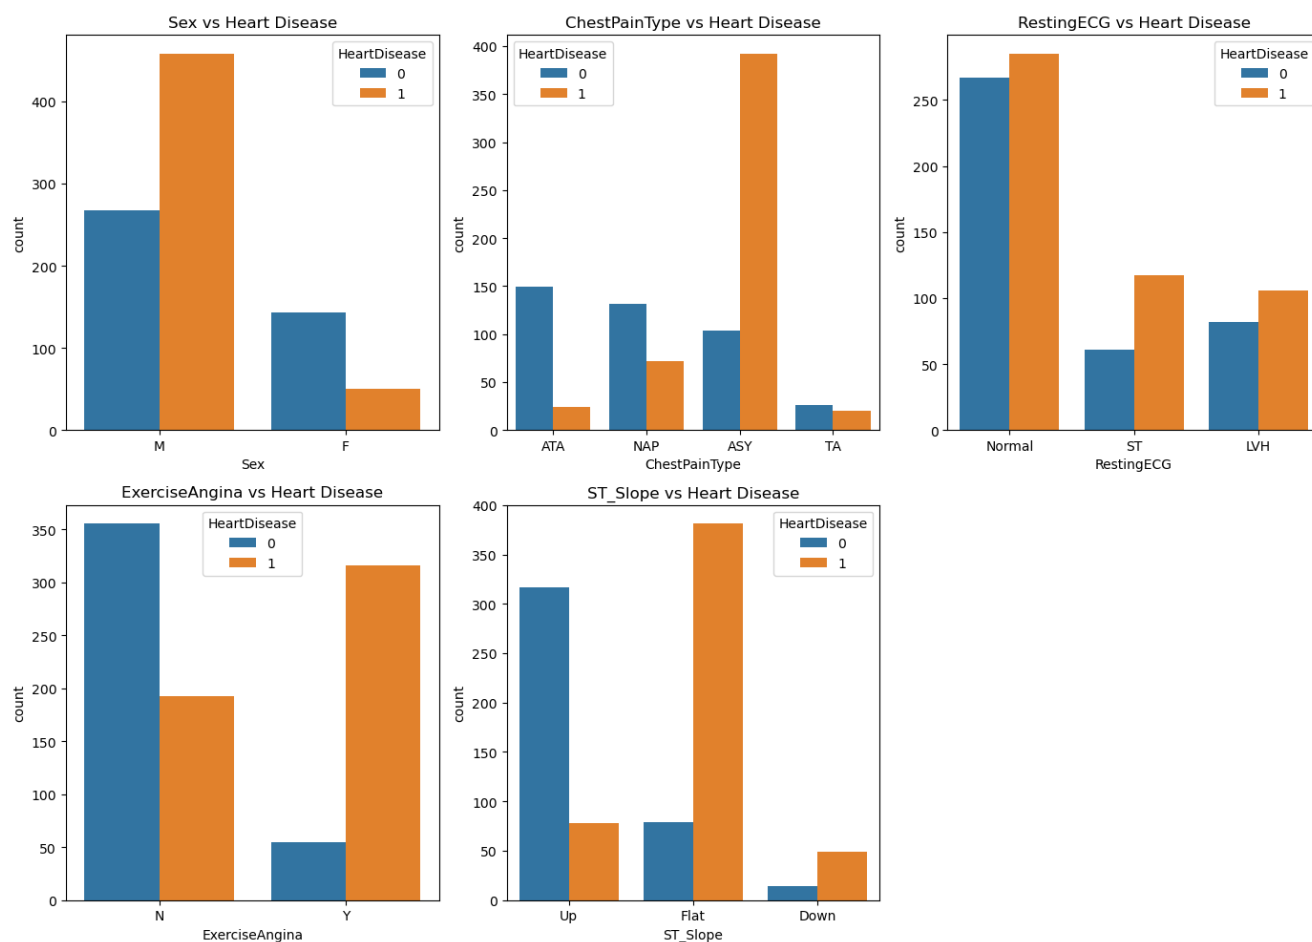 Sex vs Heart Disease
HeartDisease
0
1
400
300
200
100
0
count
M F
Sex
ChestPainType vs Heart Disease
HeartDisease
0
1
400
350
300
250
200
150
100
50
0
count
ATA NAP ASY TA
ChestPainType
RestingECG vs Heart Disease
HeartDisease
0
1
250
200
150
100
50
0
count
Normal ST LVH
RestingECG
ExerciseAngina vs Heart Disease
HeartDisease
0
1
350
300
250
200
150
100
50
0
count
N Y
ExerciseAngina
ST_Slope vs Heart Disease
HeartDisease
0
1
400
350
300
250
200
150
100
50
0
count
Up Flat Down
ST_Slope